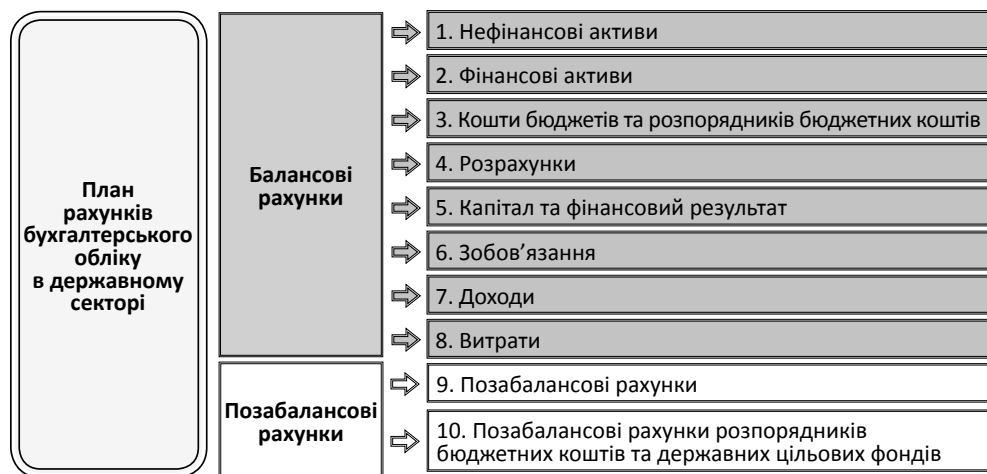 План
рахунків
бухгалтерського
обліку
в державному
секторі
Балансові
рахунки
1. Нефінансові активи
2. Фінансові активи
3. Кошти бюджетів та розпорядників бюджетних коштів
4. Розрахунки
5. Капітал та фінансовий результат
6. Зобов’язання
7. Доходи
8. Витрати
Позабалансові
рахунки
9. Позабалансові рахунки
10. Позабалансові рахунки розпорядників
бюджетних коштів та державних цільових фондів